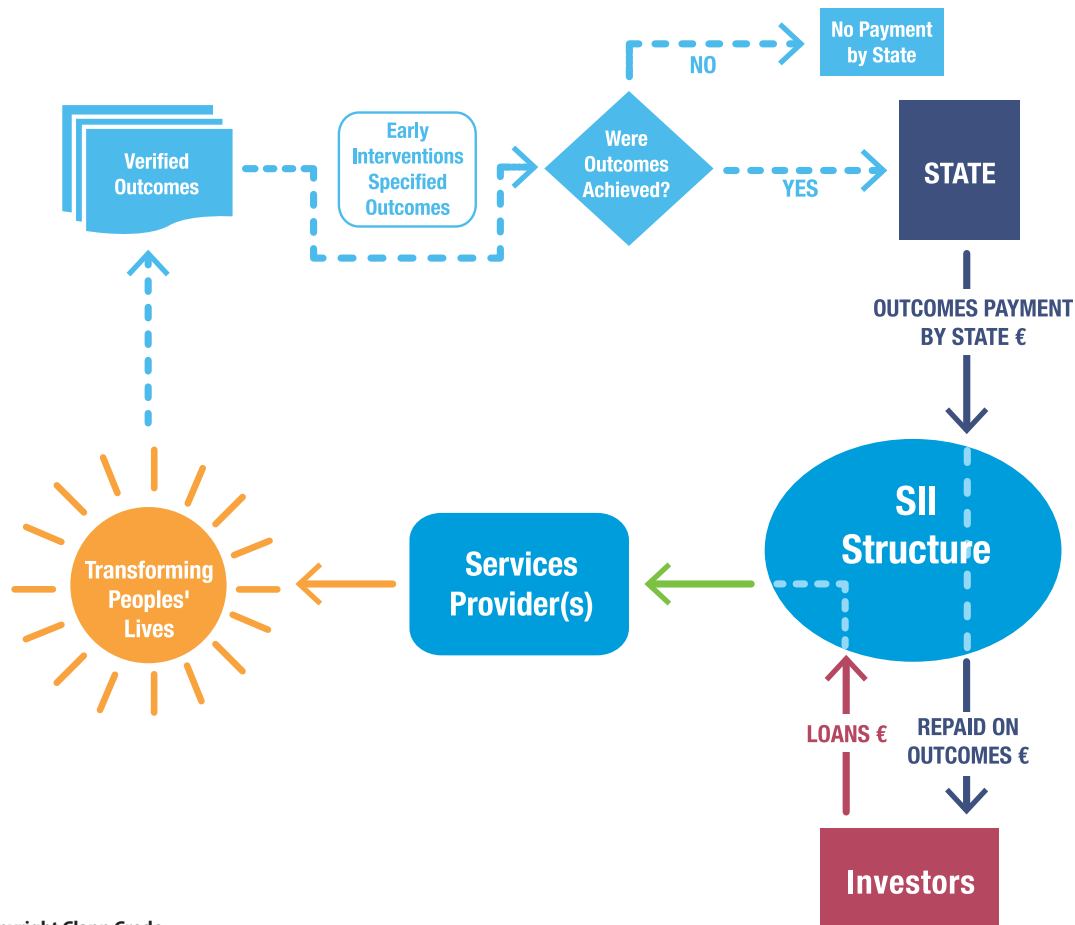 No Payment
by State
NO
Verified
Outcomes
Early
Interventions
Specified
Outcomes
Were
Outcomes
Achieved?
YES
STATE
OUTCOMES PAYMENT
BY STATE €
SII
Structure
Services
Provider(s)
Transforming
Peoples'
Lives
LOANS €
REPAID ON
OUTCOMES €
Investors